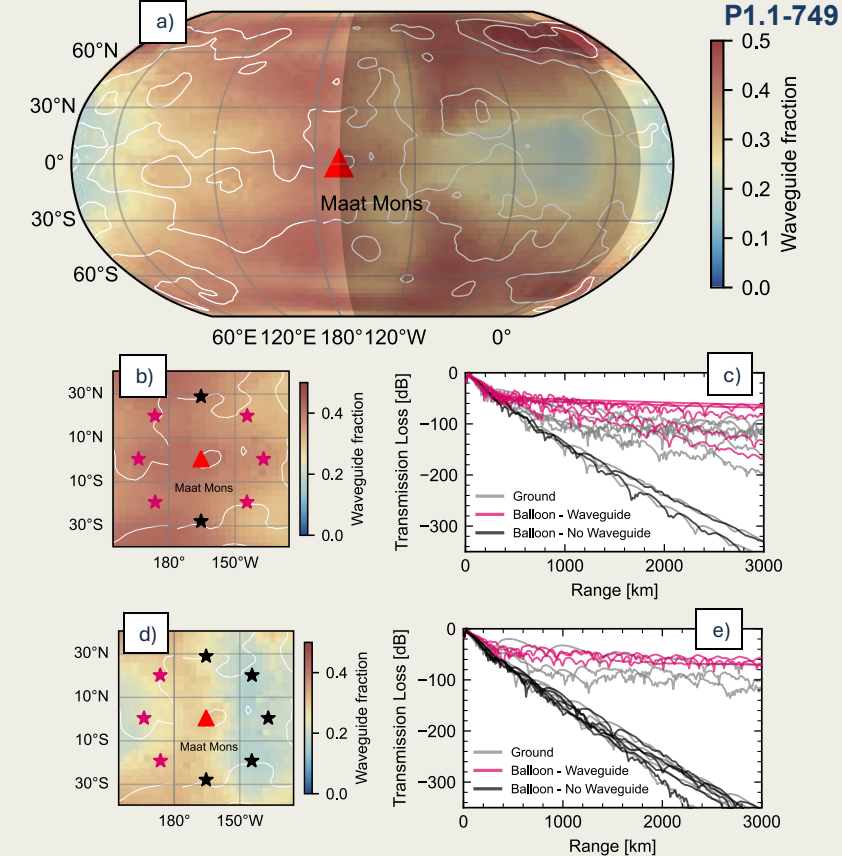 P1.1-749
a)
60°N
30°N
0°
30°S
60°S
Maat Mons
60°E 120°E 180° 120°W 0°
0.5
0.4
0.3
0.2
0.1
0.0
Waveguide fraction
b)
30°N
10°N
10°S
30°S
Maat Mons
180° 150°W
0.4
0.2
0.0
Waveguide fraction
c)
0
−100
−200
−300
Transmission Loss [dB]
Ground
Balloon - Waveguide
Balloon - No Waveguide
0 1000 2000 3000
Range [km]
d)
30°N
10°N
10°S
30°S
Maat Mons
180° 150°W
0.4
0.2
0.0
Waveguide fraction
e)
0
−100
−200
−300
Transmission Loss [dB]
Ground
Balloon - Waveguide
Balloon - No Waveguide
0 1000 2000 3000
Range [km]